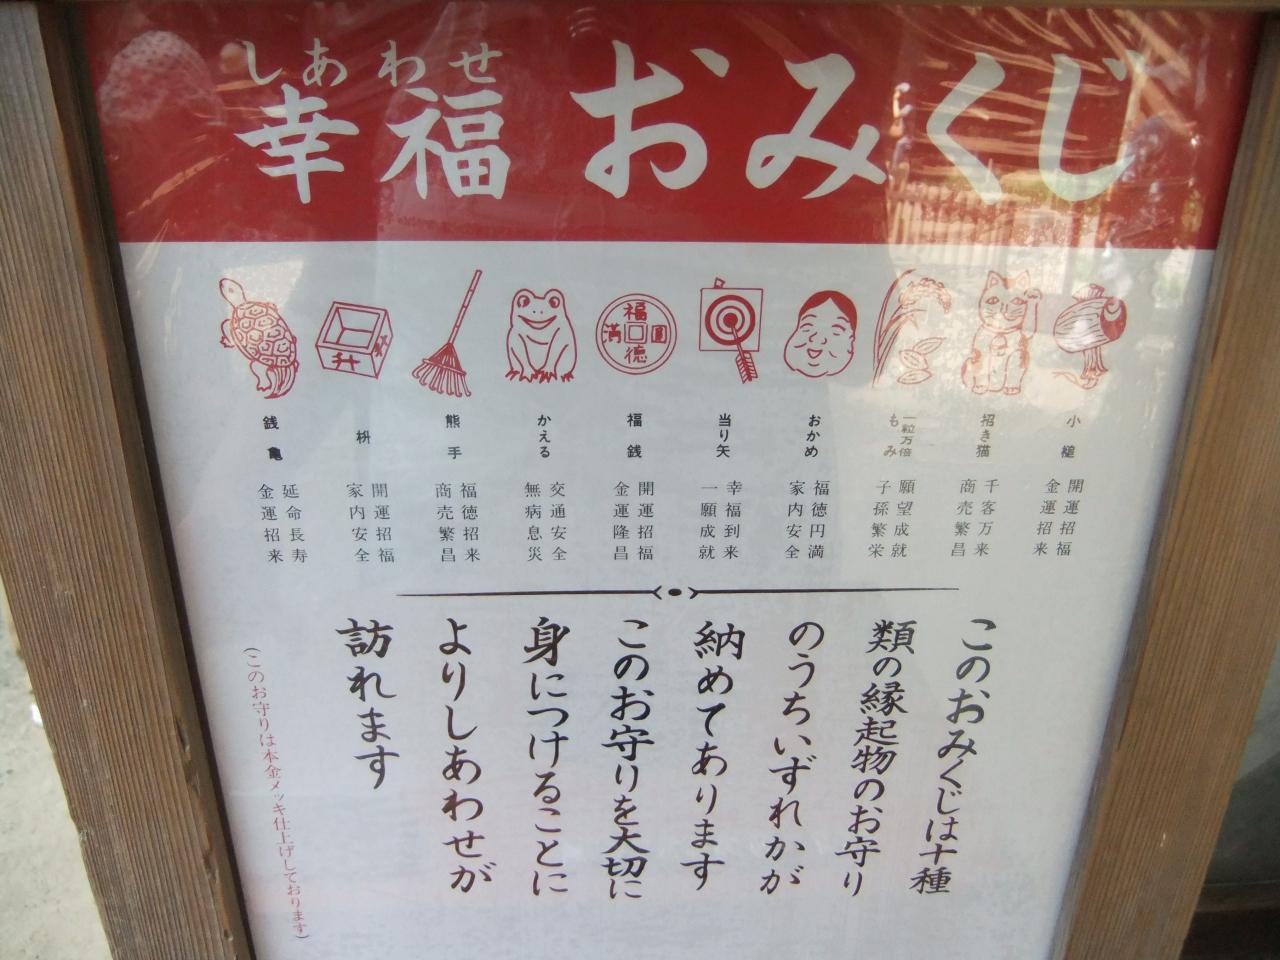 しあわせ
幸福おみくじ
福徳圓満
升
小槌
開運招福
金運招来
招き猫
千客万来
商売繁昌
一粒万倍
もみ
願望成就
子孫繁栄
おかめ
福徳円満
家内安全
当り矢
幸福到来
一願成就
福銭
開運招福
金運隆昌
かえる
交通安全
無病息災
熊手
福徳招来
商売繁昌
枡
開運招福
家内安全
銭亀
延命長寿
金運招来
このおみくじは十種
類の縁起物のお守り
のうちいずれかが
納めてあります
このお守りを大切に
身につけることに
よりしあわせが
訪れます
(このお守りは本金メッキ仕上げしております)